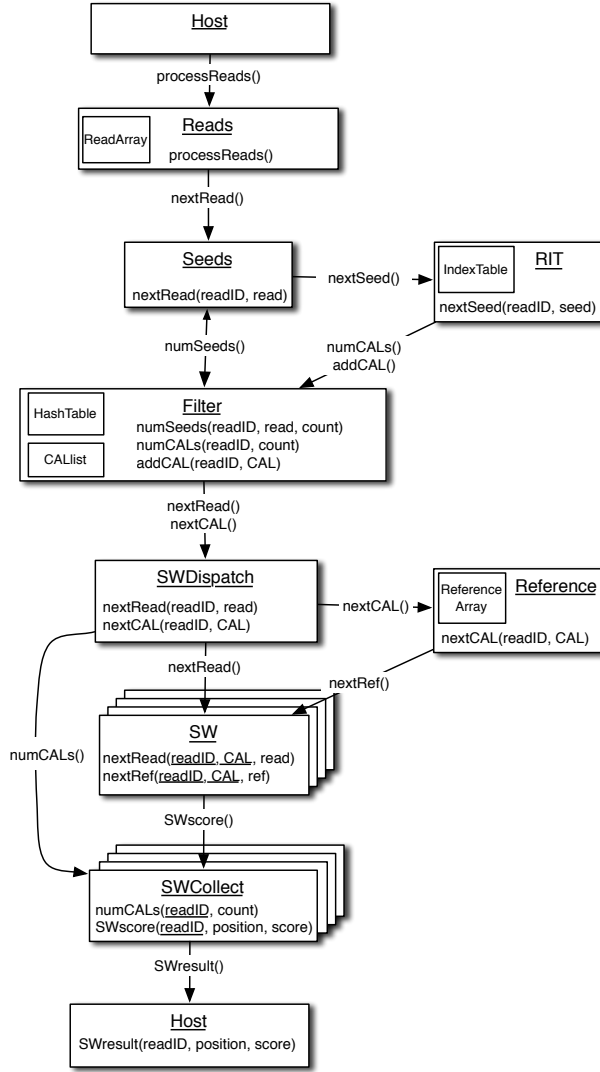 Host
processReads()
Reads
ReadArray
processReads()
nextRead()
Seeds
nextRead(readID, read)
nextSeed()
RIT
IndexTable
nextSeed(readID, seed)
numSeeds()
numCALs()
addCAL()
Filter
HashTable
numSeeds(readID, read, count)
numCALs(readID, count)
CALlist
addCAL(readID, CAL)
nextRead()
nextCAL()
SWDispatch
nextRead(readID, read)
nextCAL(readID, CAL)
nextCAL()
Reference
Reference
Array
nextCAL(readID, CAL)
nextRead()
nextRef()
SW
nextRead(readID, CAL, read)
nextRef(readID, CAL, ref)
numCALs()
SWscore()
SWCollect
numCALs(readID, count)
SWscore(readID, position, score)
SWresult()
Host
SWresult(readID, position, score)